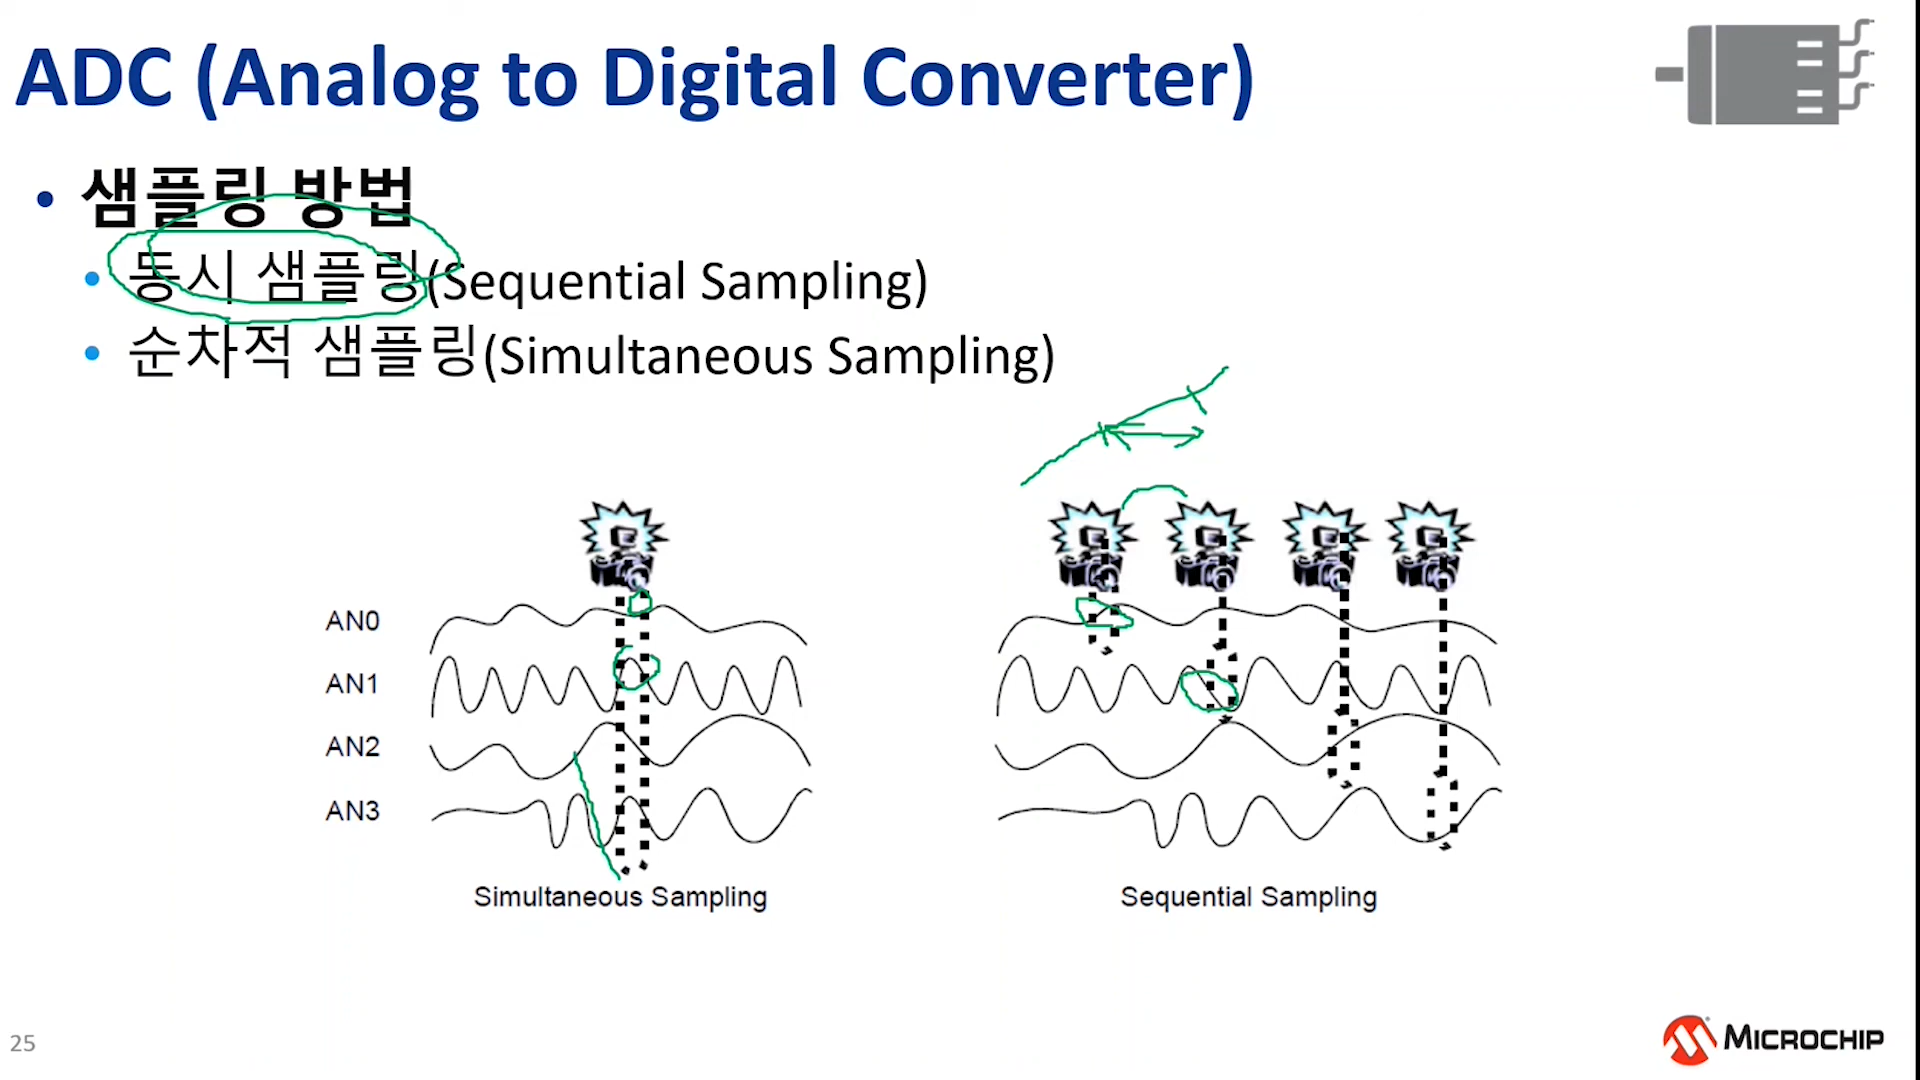 ADC (Analog to Digital Converter)
• 샘플링 방법
• 동시 샘플링(Sequential Sampling)
• 순차적 샘플링(Simultaneous Sampling)
AN0
AN1
AN2
AN3
Simultaneous Sampling
Sequential Sampling
25
MICROCHIP